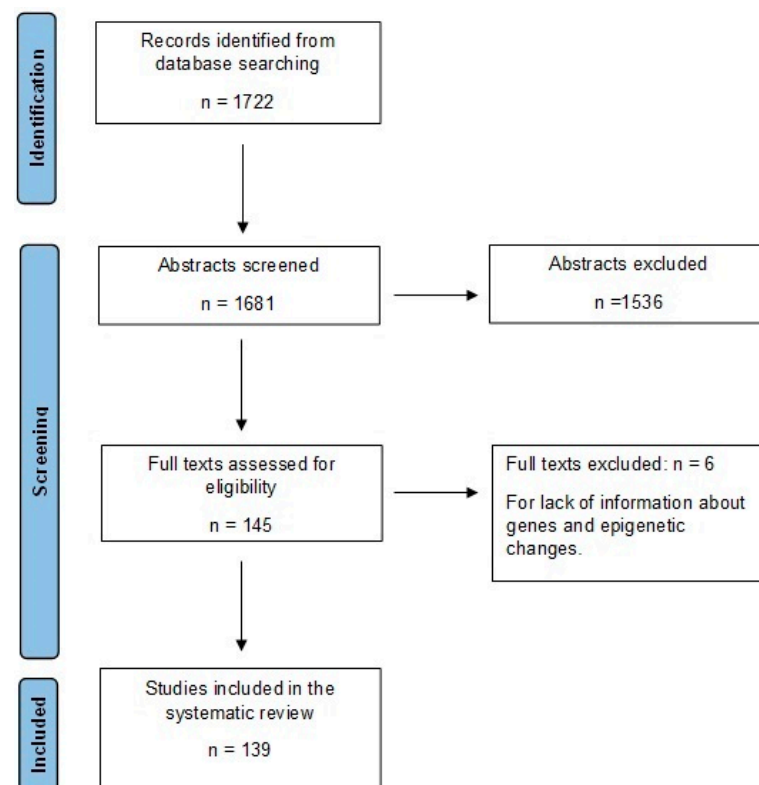 Identification
Records identified from
database searching
n = 1722
Screening
Abstracts screened
n = 1681
Abstracts excluded
n =1536
Full texts assessed for
eligibility
n = 145
Full texts excluded: n = 6
For lack of information about
genes and epigenetic
changes.
Included
Studies included in the
systematic review
n = 139